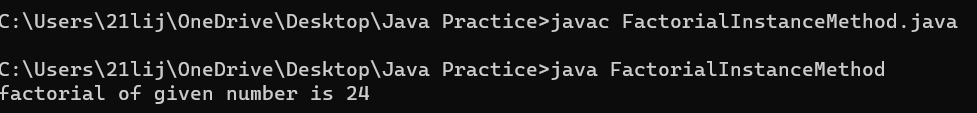 C:\Users\21lij\OneDrive\Desktop\Java Practice>javac FactorialInstanceMethod.java
C:\Users\21lij\OneDrive\Desktop\Java Practice>java FactorialInstanceMethod
factorial of given number is 24